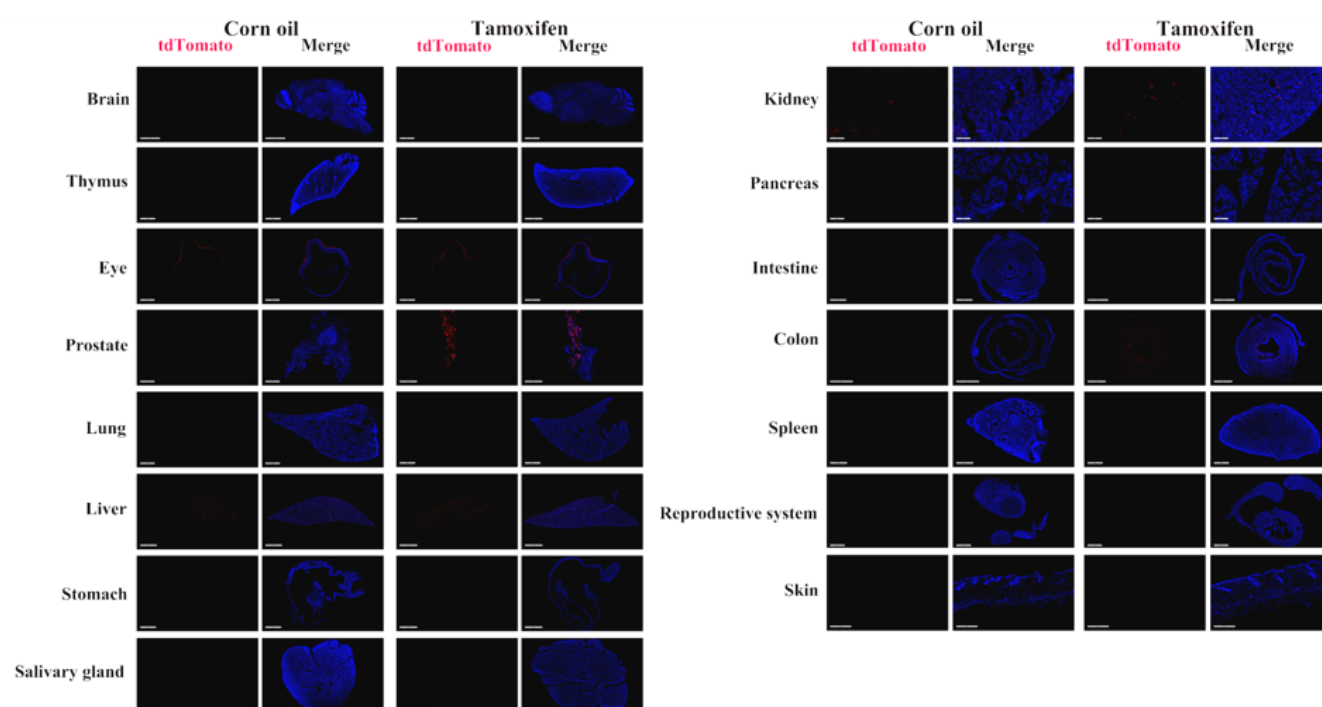 Corn oil Tamoxifen
tdTomato Merge tdTomato Merge
Brain
Thymus
Eye
Prostate
Lung
Liver
Stomach
Salivary gland
Corn oil Tamoxifen
tdTomato Merge tdTomato Merge
Kidney
Pancreas
Intestine
Colon
Spleen
Reproductive system
Skin